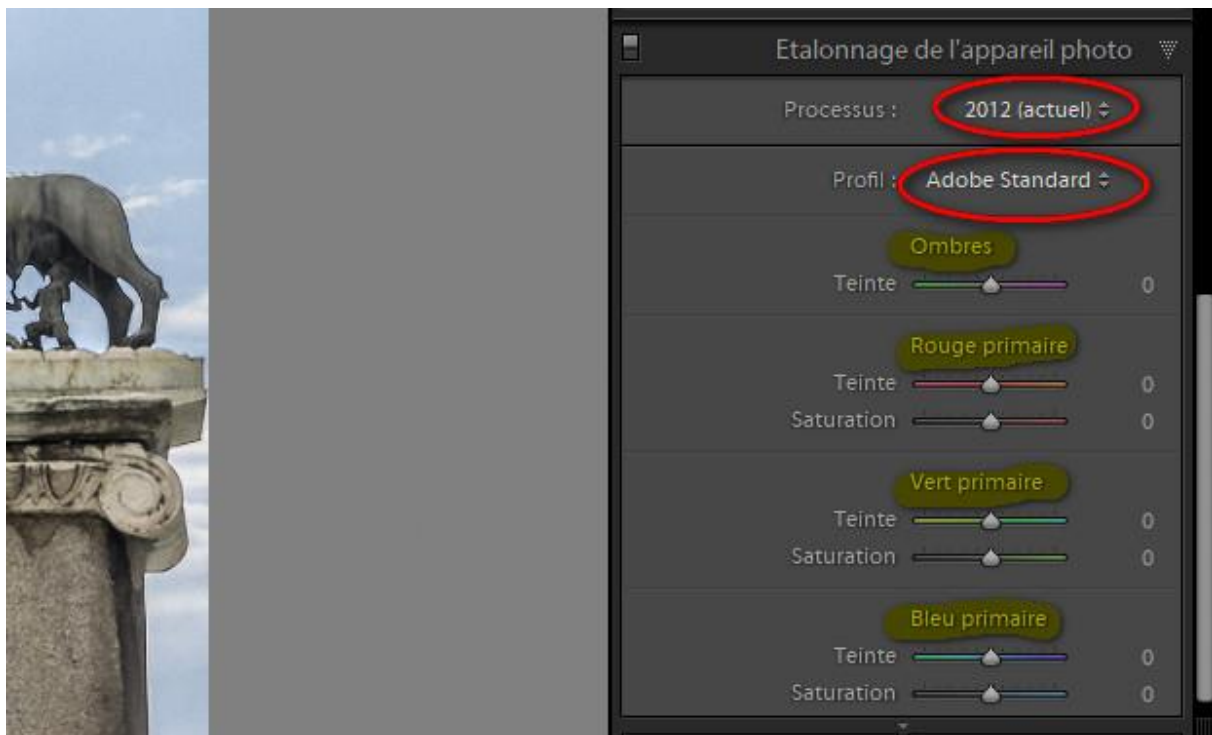 Etalonnage de l'appareil photo
Processus : 2012 (actuel)
Profil : Adobe Standard
Ombres
Teinte 0
Rouge primaire
Teinte 0
Saturation 0
Vert primaire
Teinte 0
Saturation 0
Bleu primaire
Teinte 0
Saturation 0